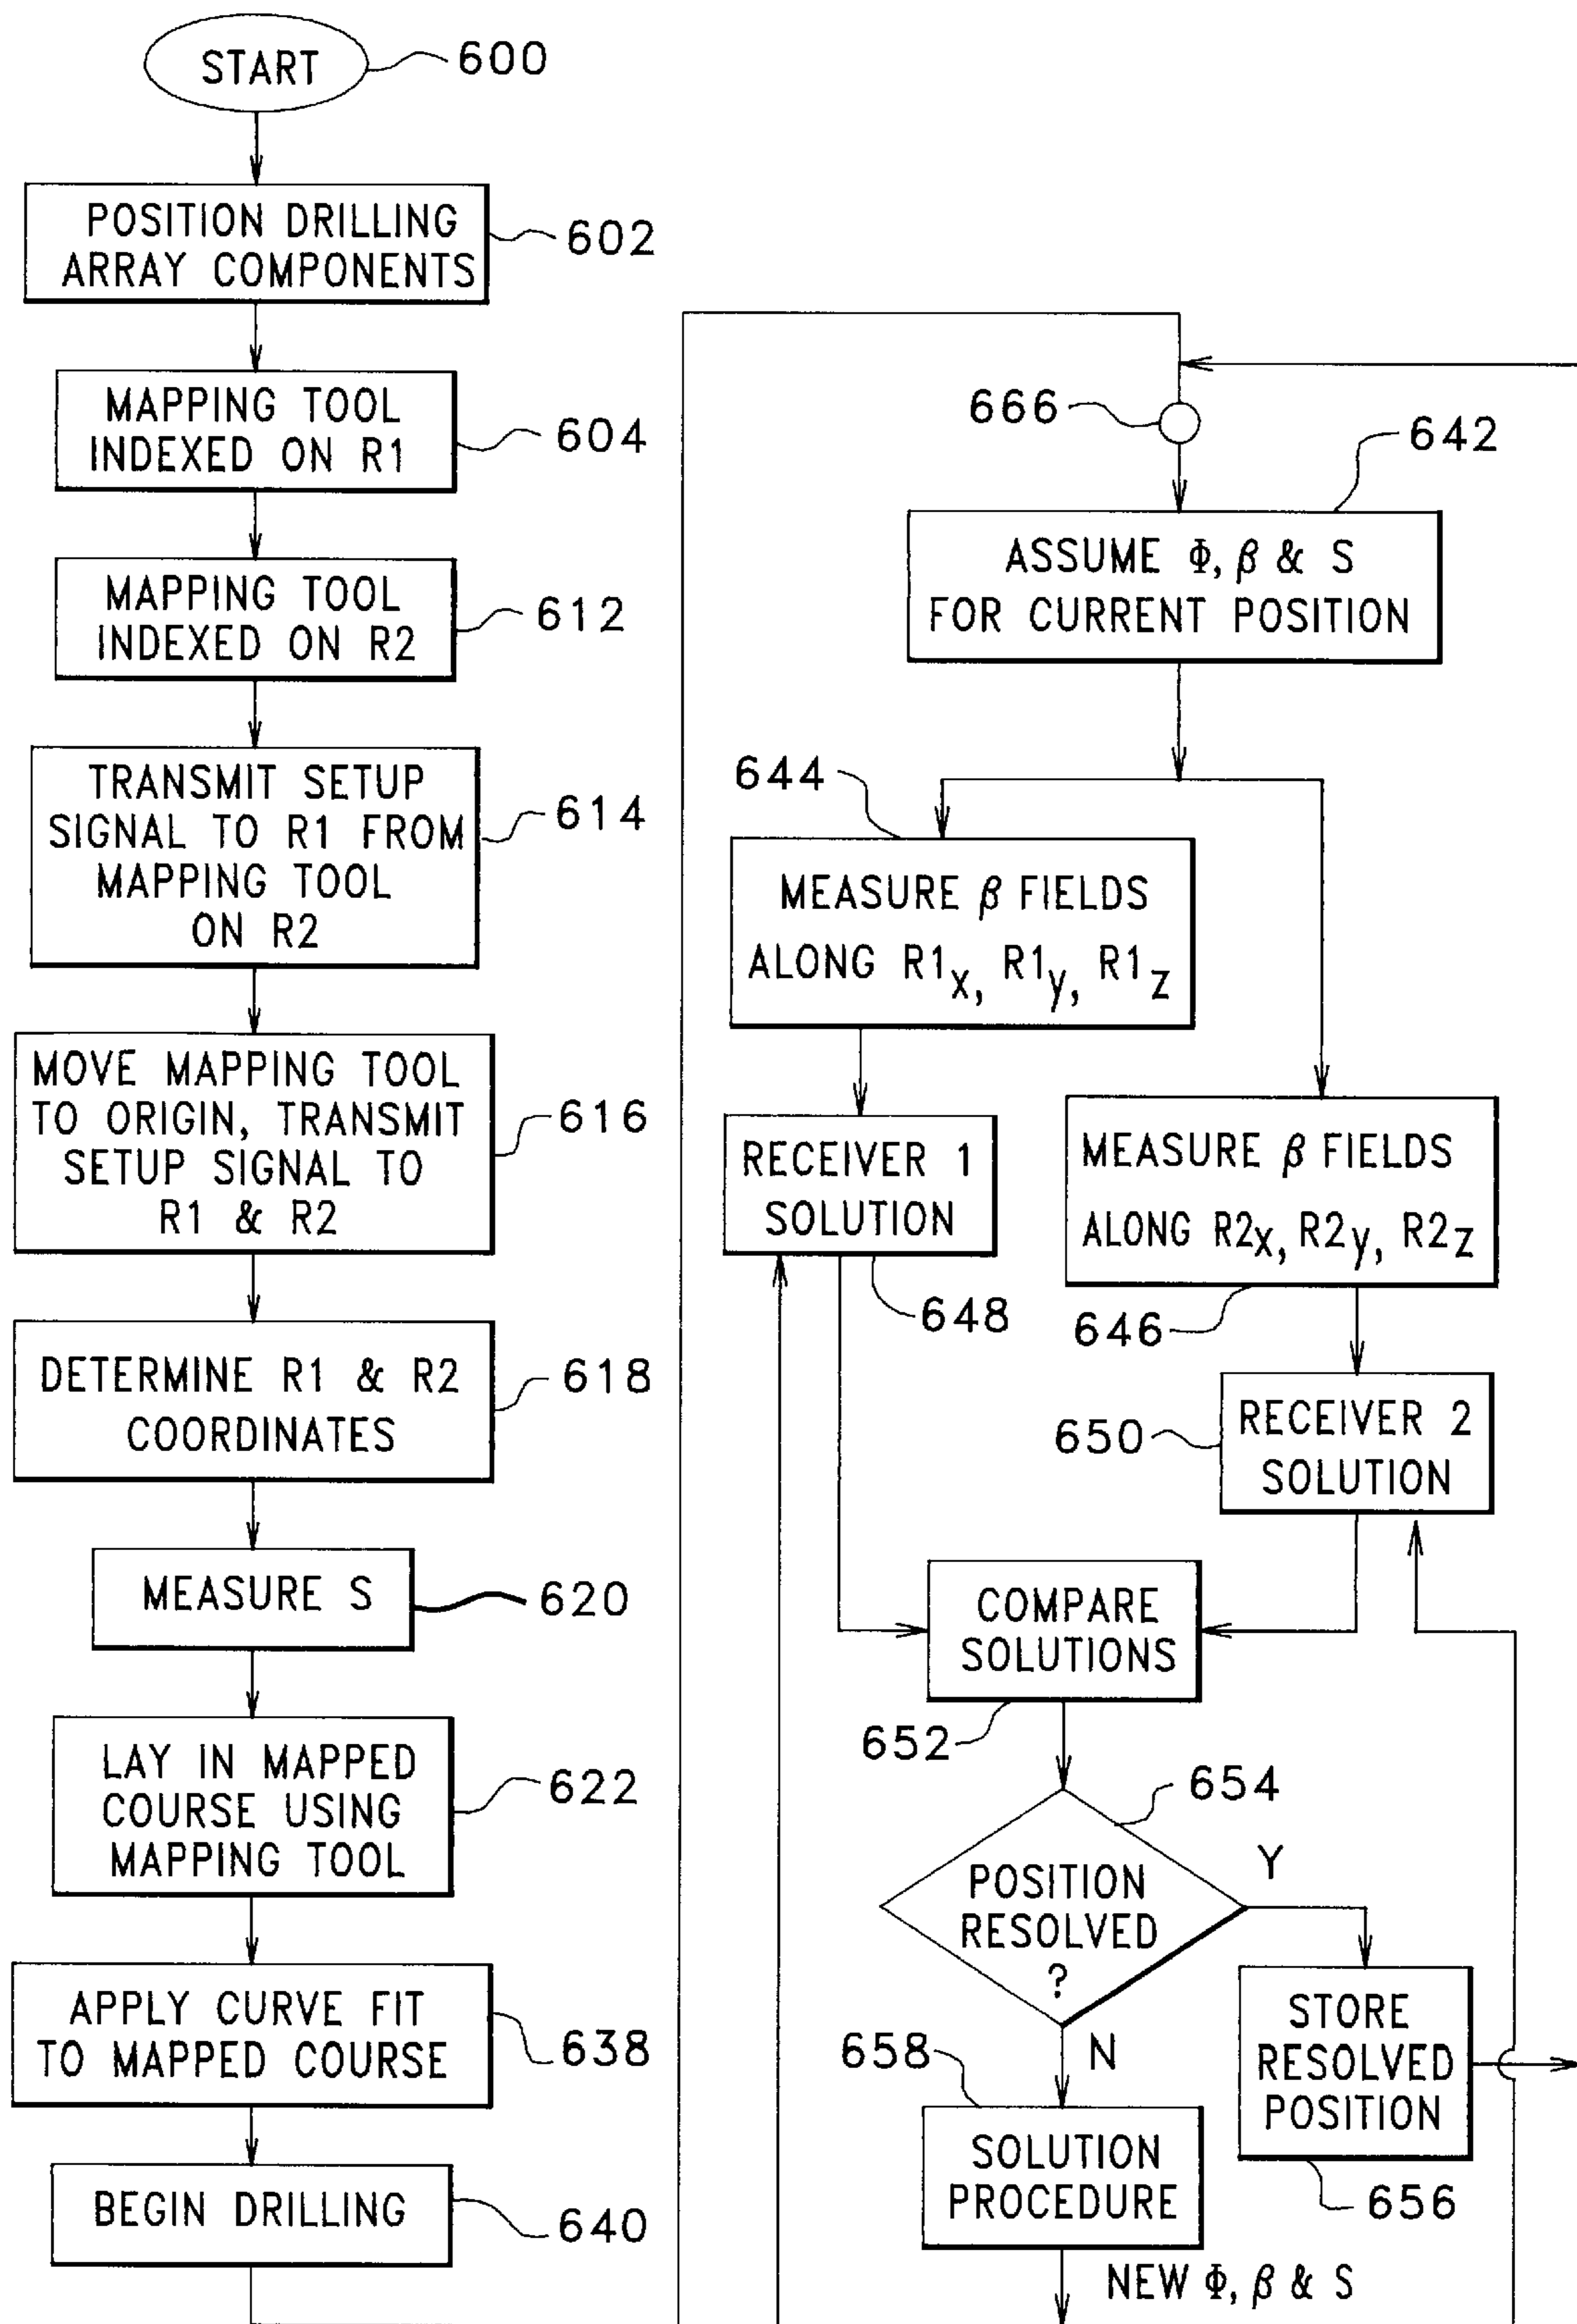 START
600
POSITION DRILLING
ARRAY COMPONENTS
602
MAPPING TOOL
INDEXED ON R1
604
MAPPING TOOL
INDEXED ON R2
612
TRANSMIT SETUP
SIGNAL TO R1 FROM
MAPPING TOOL
ON R2
614
MOVE MAPPING TOOL
TO ORIGIN, TRANSMIT
SETUP SIGNAL TO
R1 & R2
616
DETERMINE R1 & R2
COORDINATES
618
MEASURE S
620
LAY IN MAPPED
COURSE USING
MAPPING TOOL
622
APPLY CURVE FIT
TO MAPPED COURSE
638
BEGIN DRILLING
640
666
642
ASSUME Φ, β & S
FOR CURRENT POSITION
644
MEASURE β FIELDS
ALONG R1x, R1y, R1z
RECEIVER 1
SOLUTION
648
MEASURE β FIELDS
ALONG R2x, R2y, R2z
646
RECEIVER 2
SOLUTION
650
COMPARE
SOLUTIONS
652
654
POSITION
RESOLVED
?
Y
N
STORE
RESOLVED
POSITION
656
658
SOLUTION
PROCEDURE
NEW Φ, β & S